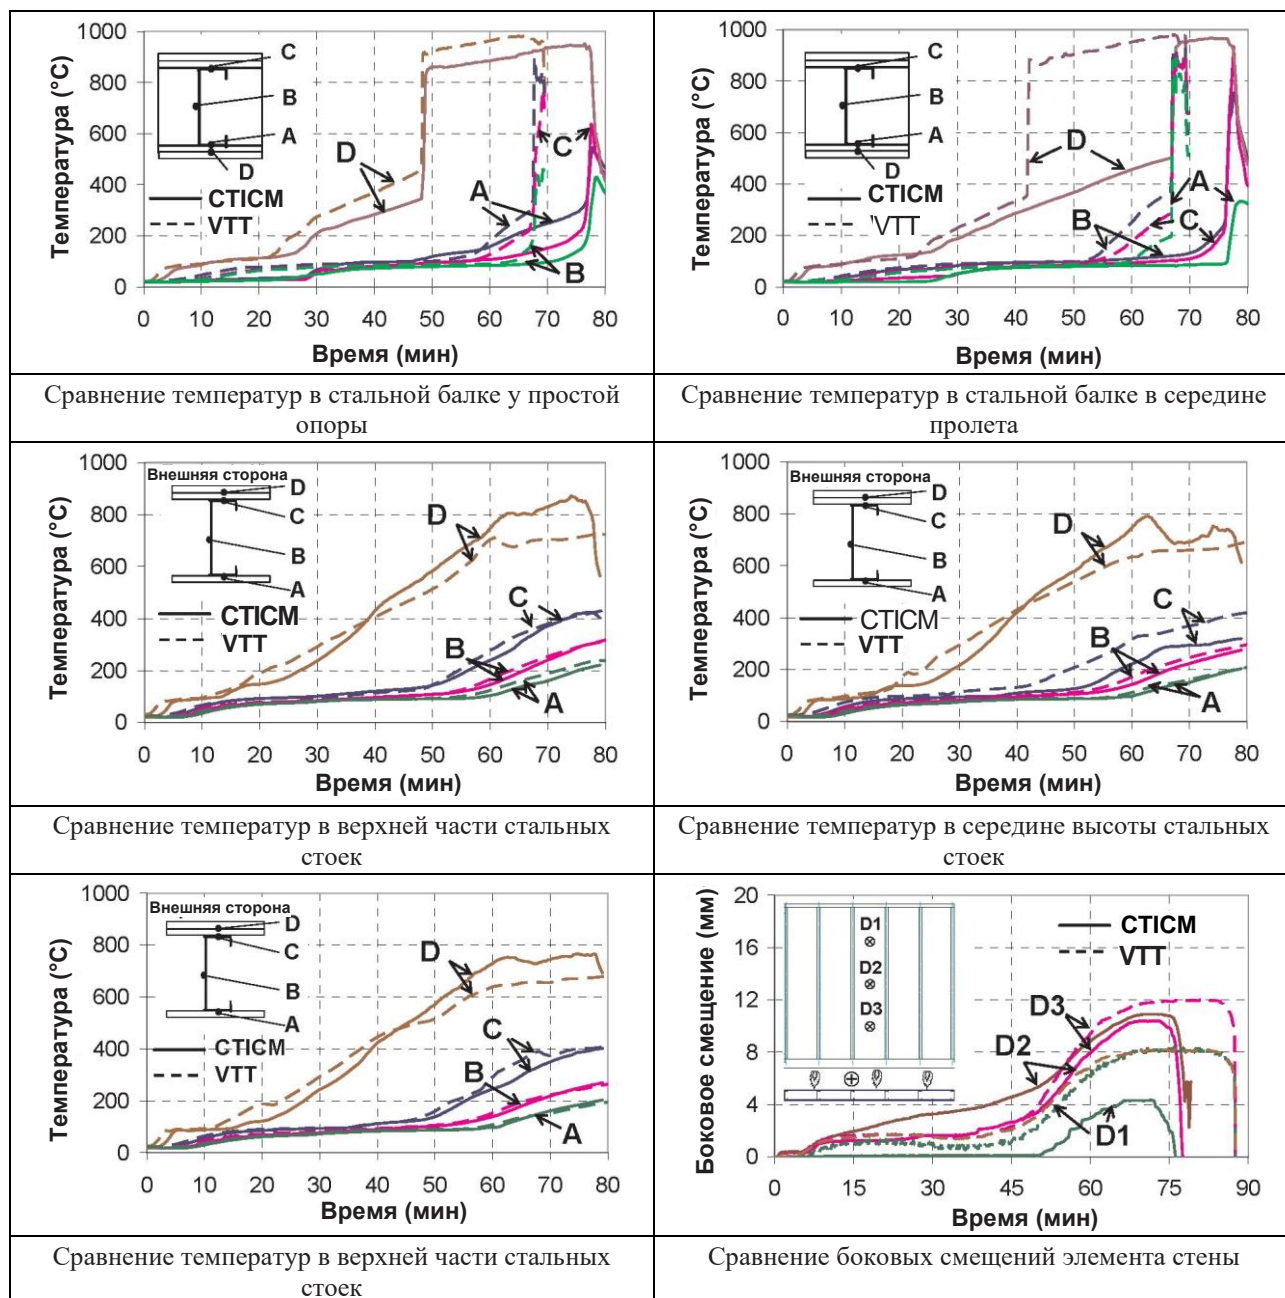 Температура (°C)
1000
800
600
400
200
0
C
B
A
D
CTICM
VTT
D
A
C
B
0 10 20 30 40 50 60 70 80
Время (мин)
Сравнение температур в стальной балке у простой
опоры
Температура (°C)
1000
800
600
400
200
0
C
B
A
D
CTICM
VTT
D
A
B
C
0 10 20 30 40 50 60 70 80
Время (мин)
Сравнение температур в стальной балке в середине
пролета
Температура (°C)
1000
800
600
400
200
0
Внешняя сторона
D
C
B
A
CTICM
VTT
D
C
B
A
0 10 20 30 40 50 60 70 80
Время (мин)
Сравнение температур в верхней части стальных
стоек
Температура (°C)
1000
800
600
400
200
0
Внешняя сторона
D
C
B
A
CTICM
VTT
D
C
B
A
0 10 20 30 40 50 60 70 80
Время (мин)
Сравнение температур в середине высоты стальных
стоек
Температура (°C)
1000
800
600
400
200
0
Внешняя сторона
D
C
B
A
CTICM
VTT
D
C
B
A
0 10 20 30 40 50 60 70 80
Время (мин)
Сравнение температур в верхней части стальных
стоек
Боковое смещение (мм)
20
16
12
8
4
0
D1
D2
D3
CTICM
VTT
D3
D2
D1
0 15 30 45 60 75 90
Время (мин)
Сравнение боковых смещений элемента стены